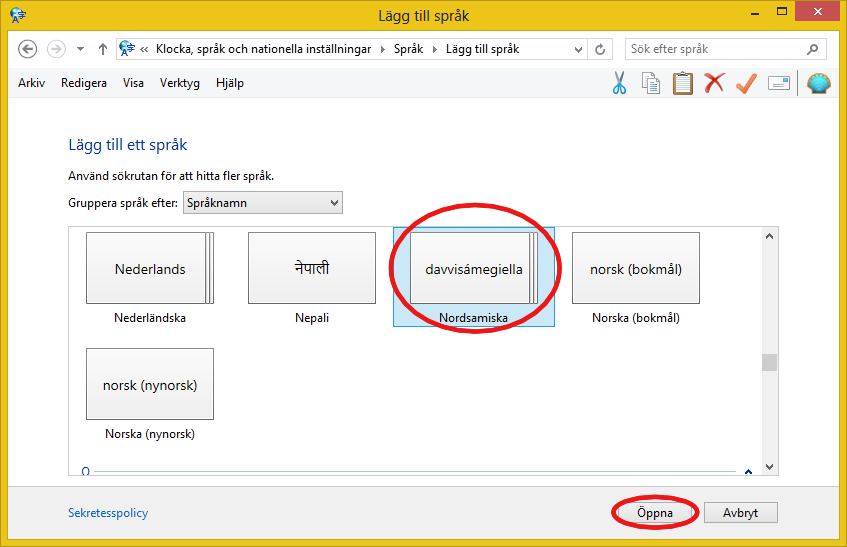 Lägg till språk
« Klocka, språk och nationella inställningar Språk Lägg till språk
Sök efter språk
Arkiv Redigera Visa Verktyg Hjälp
Lägg till ett språk
Använd sökrutan för att hitta fler språk.
Gruppera språk efter: Språknamn
Nederlands नेपाली davvisámegiella norsk (bokmål)
Nederländska Nepali Nordsamiska Norska (bokmål)
norsk (nynorsk)
Norska (nynorsk)
O
Sekretesspolicy Öppna Avbryt